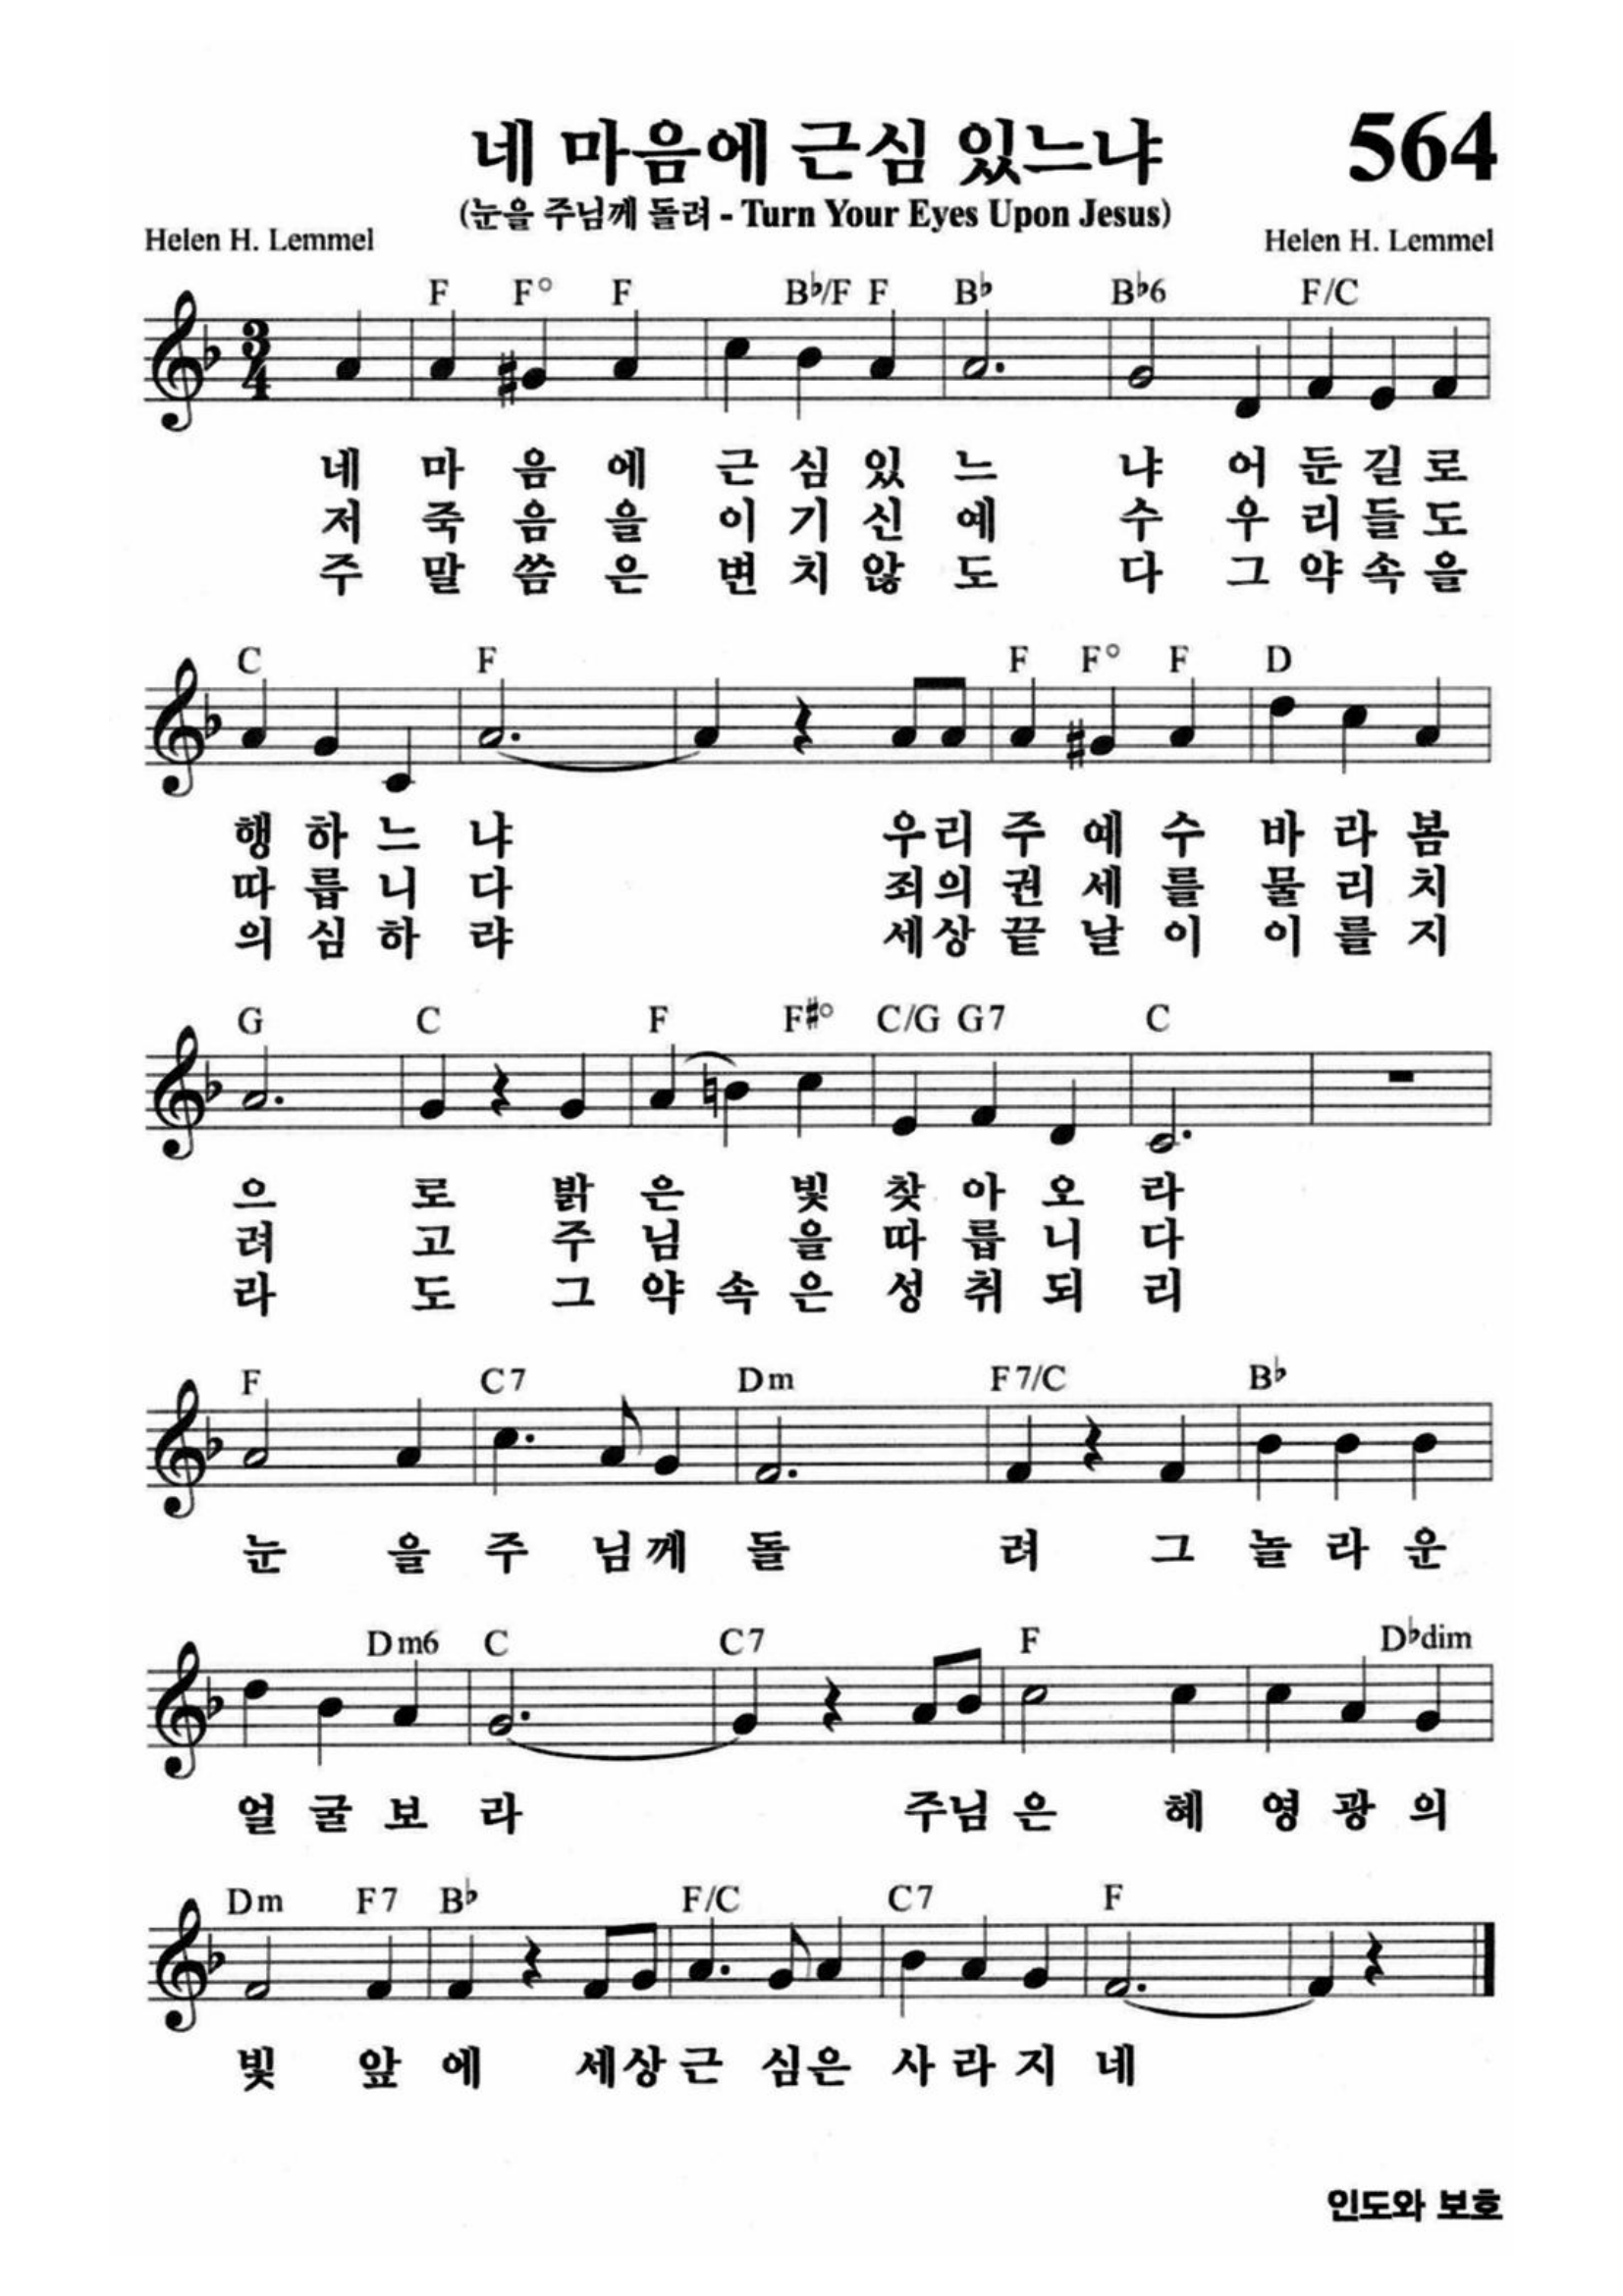 네 마음에 근심 있느냐
564
(눈을 주님께 돌려 - Turn Your Eyes Upon Jesus)
Helen H. Lemmel
Helen H. Lemmel
F F° F B♭/F F B♭ B♭6 F/C
3/4
네 마 음 에 근 심 있 느 냐 어 둔 길 로
저 죽 음 을 이 기 신 예 수 우 리 들 도
주 말 씀 은 변 치 않 도 다 그 약 속 을
C F F F° F D
행 하 느 냐 우리 주 예 수 바 라 봄
따 릅 니 다 죄의 권 세 를 물 리 치
의 심 하 랴 세상 끝 날 이 이 를 지
G C F F#° C/G G7 C
으 로 밝 은 빛 찾 아 오 라
려 고 주 님 을 따 릅 니 다
라 도 그 약 속 은 성 취 되 리
F C7 Dm F7/C B♭
눈 을 주 님께 돌 려 그 놀 라 운
Dm6 C C7 F D♭dim
얼 굴 보 라 주님 은 혜 영 광 의
Dm F7 B♭ F/C C7 F
빛 앞 에 세상 근 심은 사 라 지 네
인도와 보호